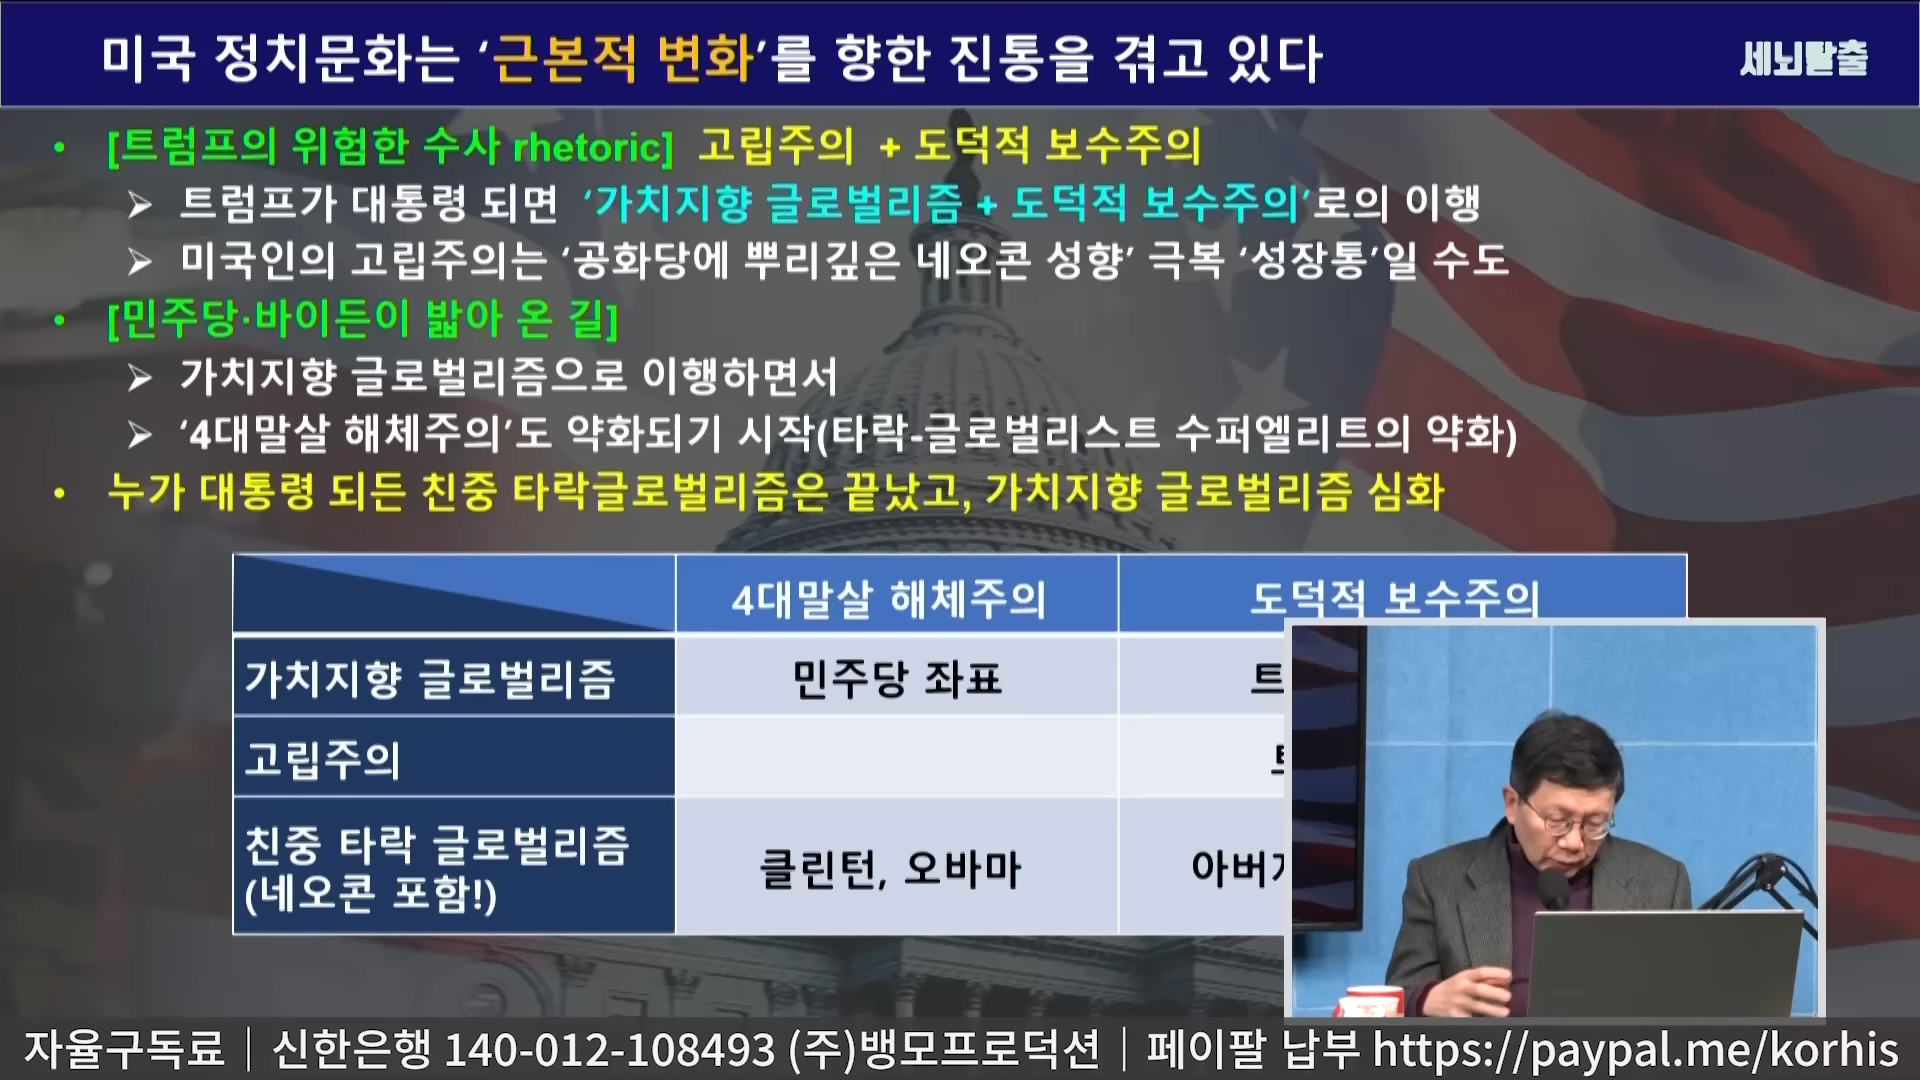 미국 정치문화는 ‘근본적 변화’를 향한 진통을 겪고 있다
세뇌탈출
• [트럼프의 위험한 수사 rhetoric] 고립주의 + 도덕적 보수주의
➢ 트럼프가 대통령 되면 ‘가치지향 글로벌리즘 + 도덕적 보수주의’로의 이행
➢ 미국인의 고립주의는 ‘공화당에 뿌리깊은 네오콘 성향’ 극복 ‘성장통’일 수도
• [민주당·바이든이 밟아 온 길]
➢ 가치지향 글로벌리즘으로 이행하면서
➢ ‘4대말살 해체주의’도 약화되기 시작(타락-글로벌리스트 수퍼엘리트의 약화)
• 누가 대통령 되든 친중 타락글로벌리즘은 끝났고, 가치지향 글로벌리즘 심화
4대말살 해체주의 도덕적 보수주의
가치지향 글로벌리즘 민주당 좌표 트
고립주의
친중 타락 글로벌리즘
(네오콘 포함!) 클린턴, 오바마 아버지
자율구독료│신한은행 140-012-108493 (주)뱅모프로덕션│페이팔 납부 https://paypal.me/korhis